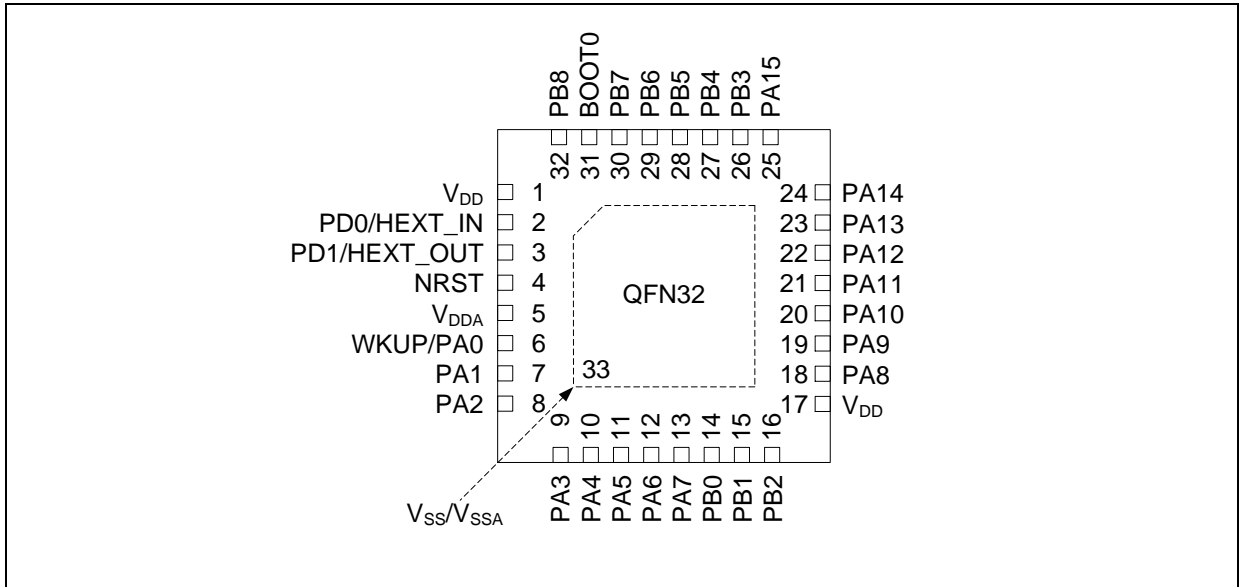 PB8
BOOT0
PB7
PB6
PB5
PB4
PB3
PA15
32
31
30
29
28
27
26
25
VDD 1
PD0/HEXT_IN 2
PD1/HEXT_OUT 3
NRST 4
VDDA 5
WKUP/PA0 6
PA1 7
PA2 8
24 PA14
23 PA13
22 PA12
21 PA11
20 PA10
19 PA9
18 PA8
17 VDD
QFN32
33
9
10
11
12
13
14
15
16
PA3
PA4
PA5
PA6
PA7
PB0
PB1
PB2
VSS/VSSA